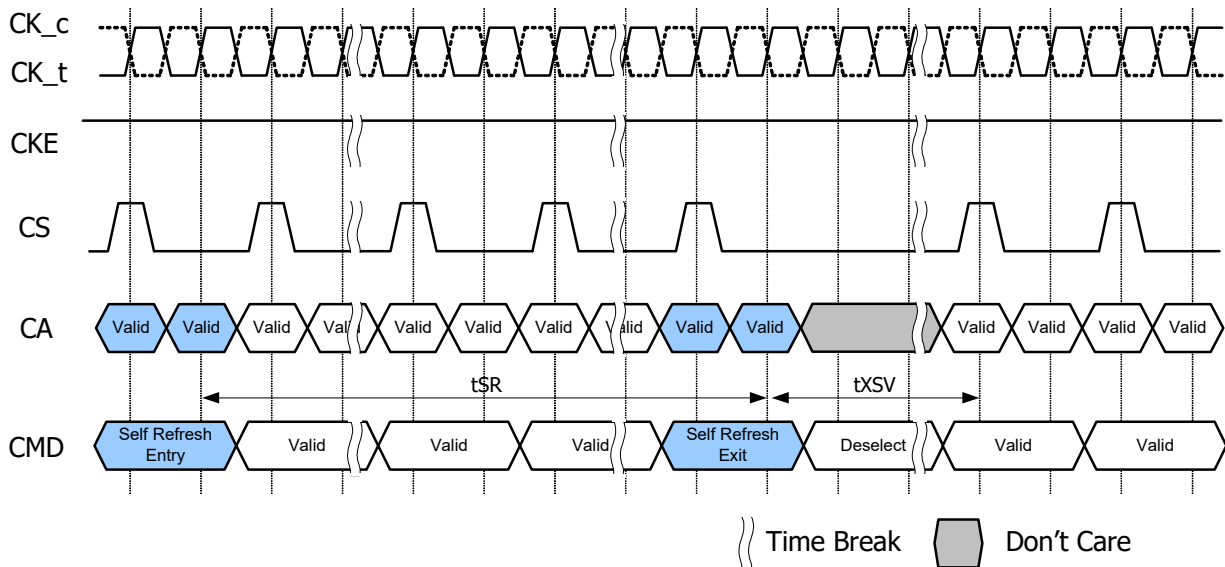 CK_c
CK_t
CKE
CS
CA
Valid Valid Valid Valid Valid Valid Valid Valid Valid Valid Valid Valid Valid
tSR tXSV
CMD
Self Refresh Entry Valid Valid Valid Self Refresh Exit Deselect Valid Valid
Time Break Don't Care